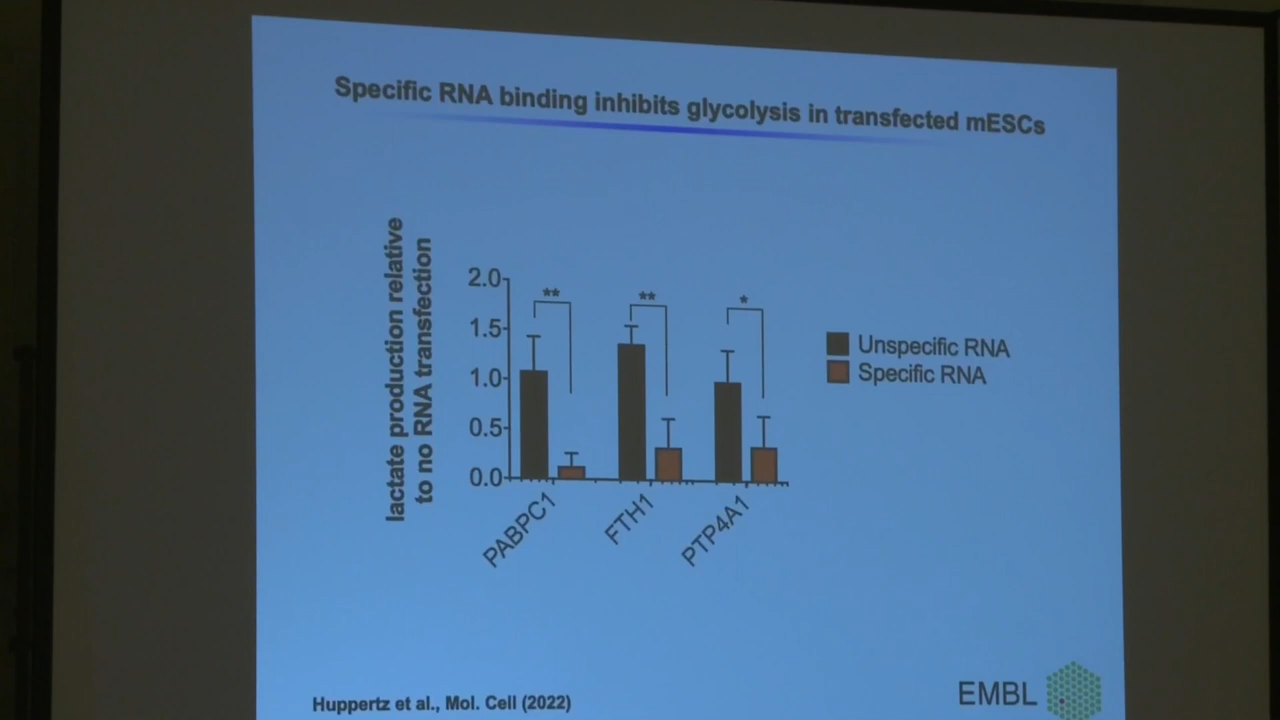 Specific RNA binding inhibits glycolysis in transfected mESCs
lactate production relative
to no RNA transfection
2.0
1.5
1.0
0.5
0.0
**
**
*
Unspecific RNA
Specific RNA
PABPC1
FTH1
PTP4A1
Huppertz et al., Mol. Cell (2022)
EMBL